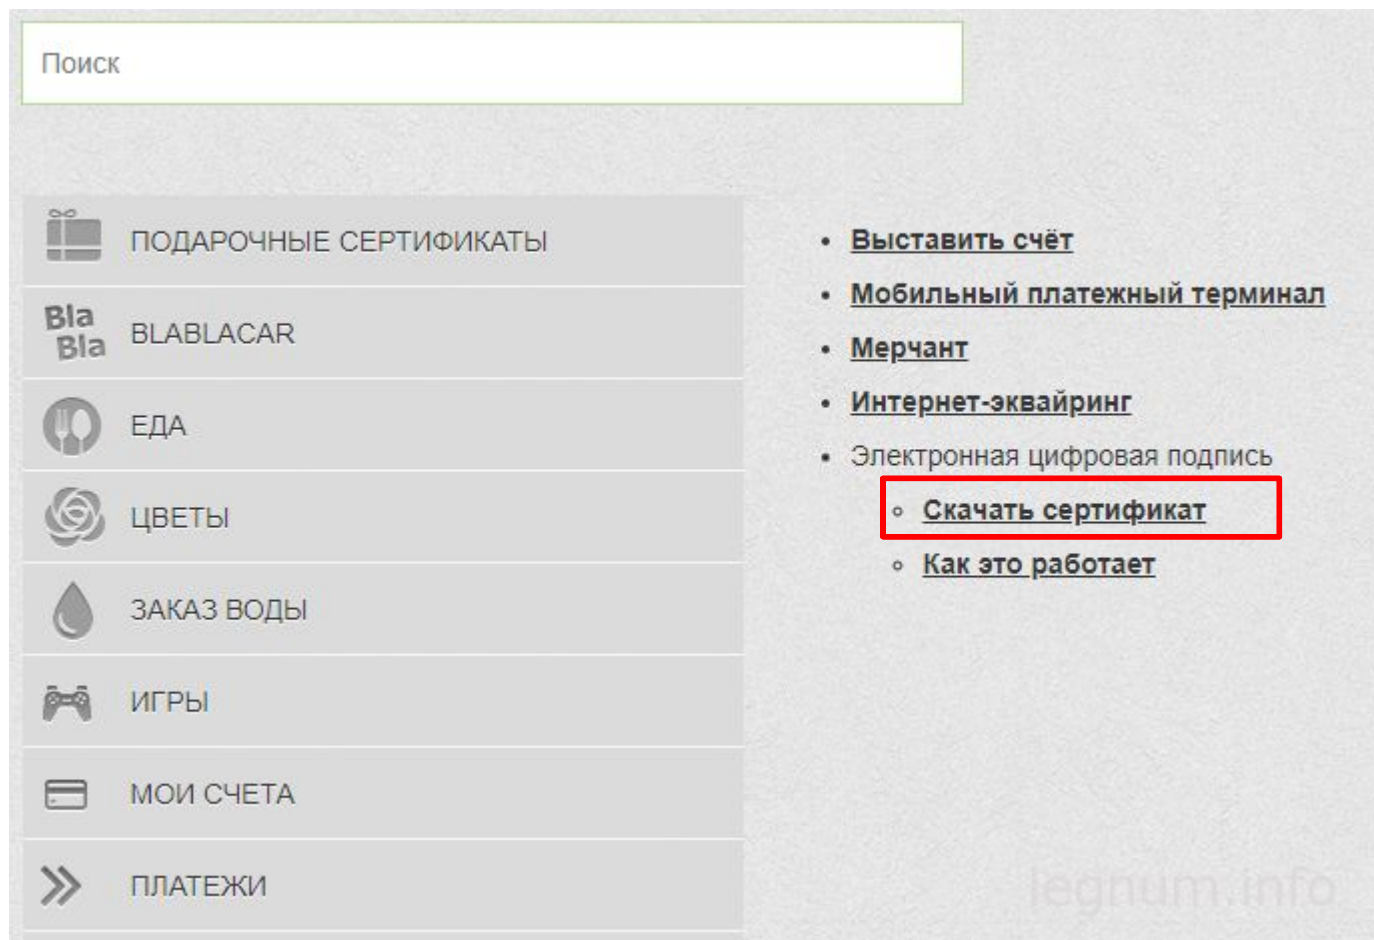 Поиск
ПОДАРОЧНЫЕ СЕРТИФИКАТЫ
Bla
Bla
BLABLACAR
ЕДА
ЦВЕТЫ
ЗАКАЗ ВОДЫ
ИГРЫ
МОИ СЧЕТА
ПЛАТЕЖИ
Выставить счёт
Мобильный платежный терминал
Мерчант
Интернет-эквайринг
Электронная цифровая подпись
Скачать сертификат
Как это работает
legnum.info